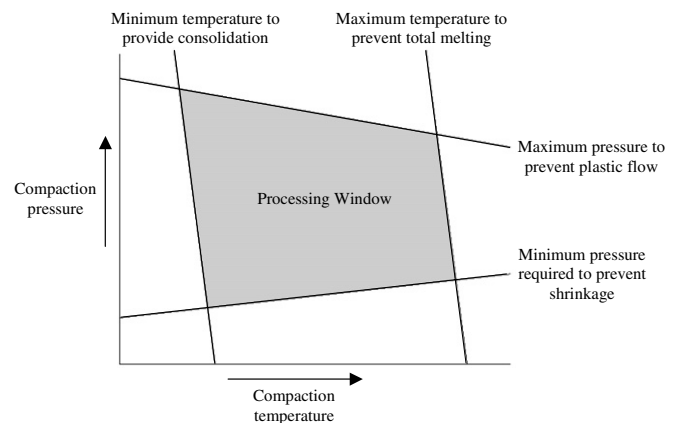 Minimum temperature to
provide consolidation
Maximum temperature to
prevent total melting
Maximum pressure to
prevent plastic flow
Compaction
pressure
Processing Window
Minimum pressure
required to prevent
shrinkage
Compaction
temperature